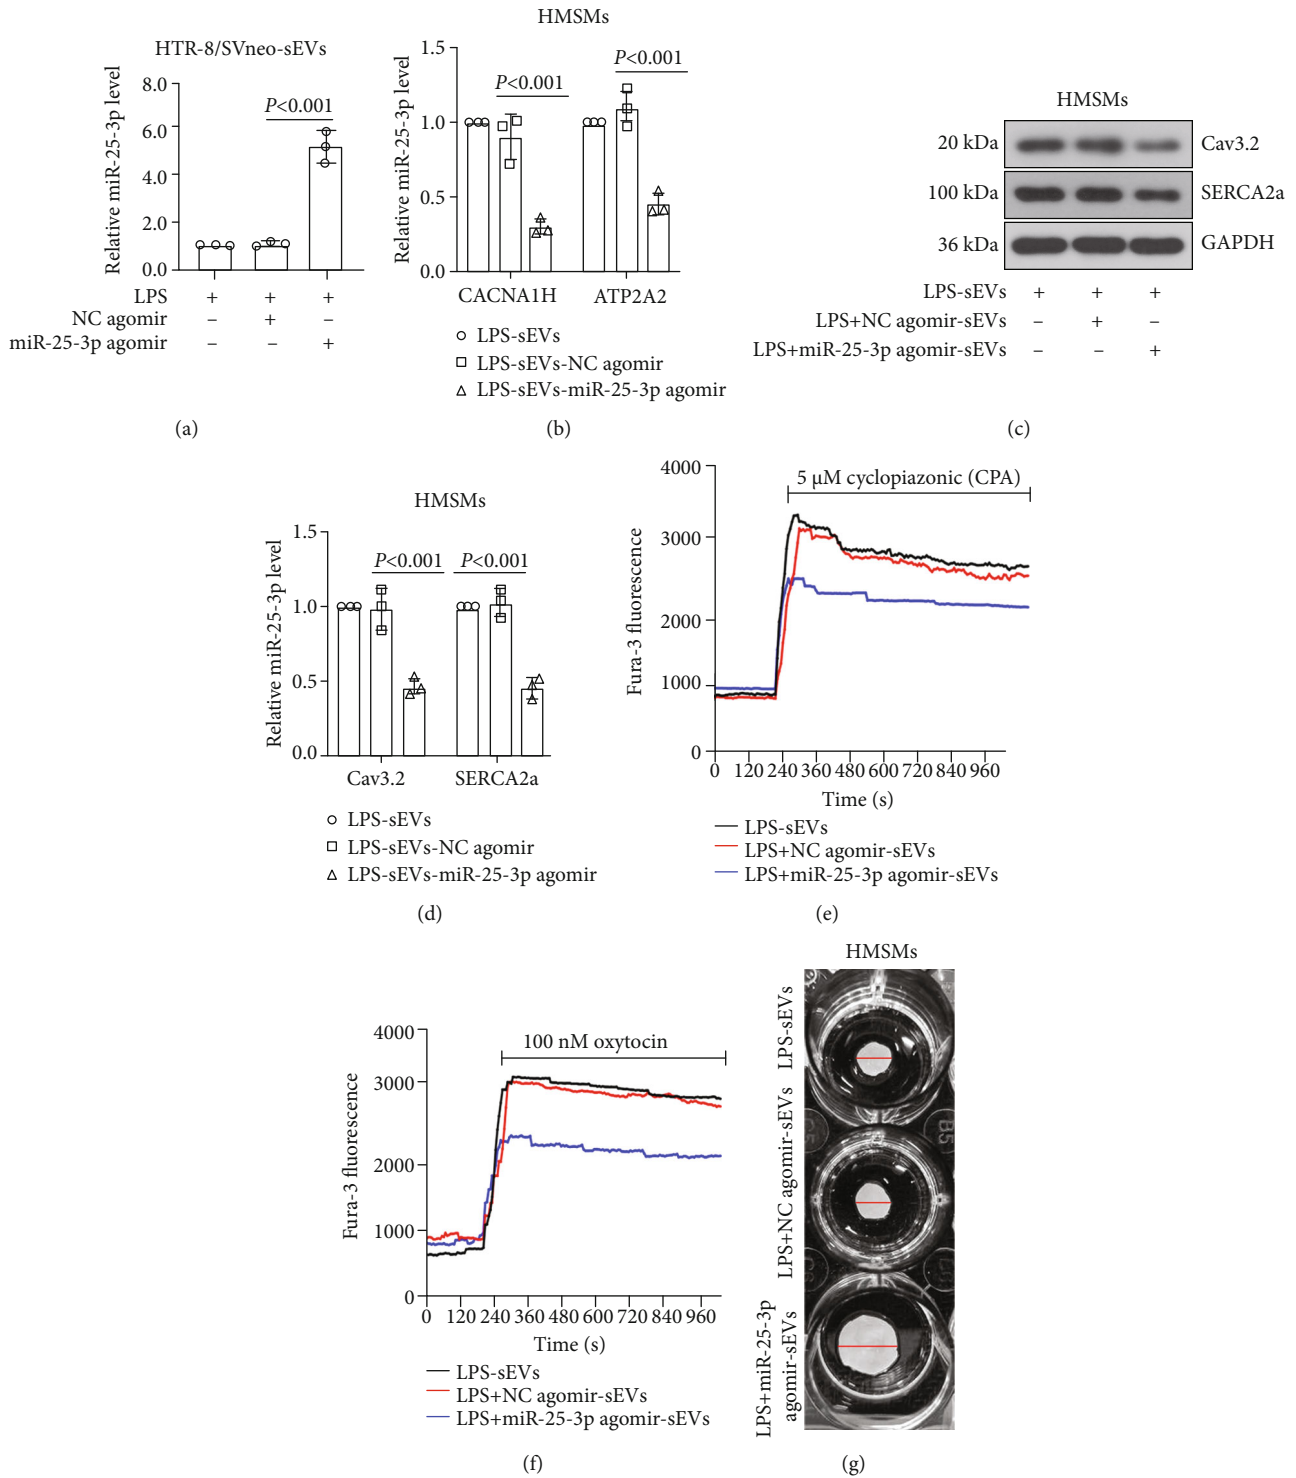 HTR-8/SVneo-sEVs
Relative miR-25-3p level
8.0
6.0
4.0
2.0
0.0
P<0.001
LPS + + +
NC agomir – + –
miR-25-3p agomir – – +
(a)
HMSMs
Relative miR-25-3p level
1.5
1.0
0.5
0.0
P<0.001
P<0.001
CACNA1H ATP2A2
LPS-sEVs
LPS-sEVs-NC agomir
LPS-sEVs-miR-25-3p agomir
(b)
HMSMs
20 kDa Cav3.2
100 kDa SERCA2a
36 kDa GAPDH
LPS-sEVs + + +
LPS+NC agomir-sEVs – + –
LPS+miR-25-3p agomir-sEVs – – +
(c)
HMSMs
Relative miR-25-3p level
1.5
1.0
0.5
0.0
P<0.001 P<0.001
Cav3.2 SERCA2a
LPS-sEVs
LPS-sEVs-NC agomir
LPS-sEVs-miR-25-3p agomir
(d)
Fura-3 fluorescence
4000
3000
2000
1000
0
5 μM cyclopiazonic (CPA)
0 120 240 360 480 600 720 840 960
Time (s)
LPS-sEVs
LPS+NC agomir-sEVs
LPS+miR-25-3p agomir-sEVs
(e)
Fura-3 fluorescence
4000
3000
2000
1000
0
100 nM oxytocin
0 120 240 360 480 600 720 840 960
Time (s)
LPS-sEVs
LPS+NC agomir-sEVs
LPS+miR-25-3p agomir-sEVs
(f)
HMSMs
LPS-sEVs
LPS+NC agomir-sEVs
LPS+miR-25-3p
agomir-sEVs
B5
(g)